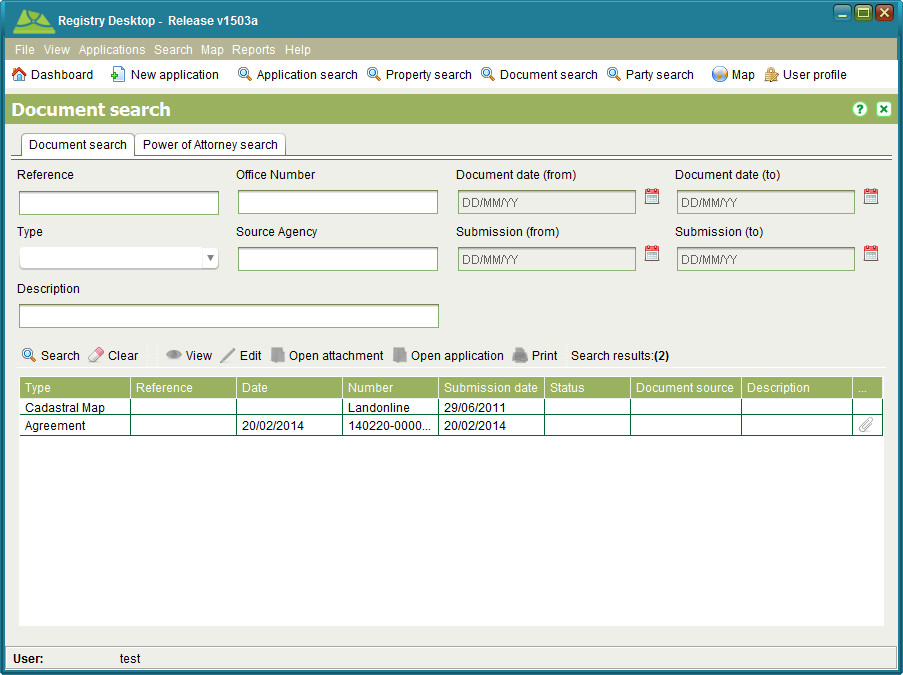 Registry Desktop - Release v1503a
File View Applications Search Map Reports Help
Dashboard New application Application search Property search Document search Party search Map User profile
Document search
Document search Power of Attorney search
Reference Office Number Document date (from) Document date (to)
DD/MM/YY DD/MM/YY
Type Source Agency Submission (from) Submission (to)
DD/MM/YY DD/MM/YY
Description
Search Clear View Edit Open attachment Open application Print Search results:(2)
Type Reference Date Number Submission date Status Document source Description ...
Cadastral Map Landonline 29/06/2011
Agreement 20/02/2014 140220-0000... 20/02/2014
User: test